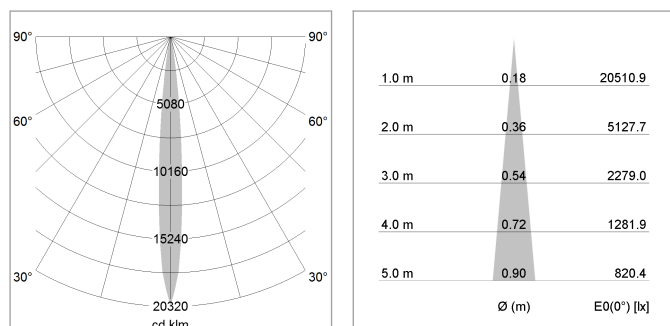 90° 90°
5080
60° 60°
10160
15240
30° 30°
20320
cd klm
1.0 m 0.18 20510.9
2.0 m 0.36 5127.7
3.0 m 0.54 2279.0
4.0 m 0.72 1281.9
5.0 m 0.90 820.4
Ø (m) E0(0°) [lx]